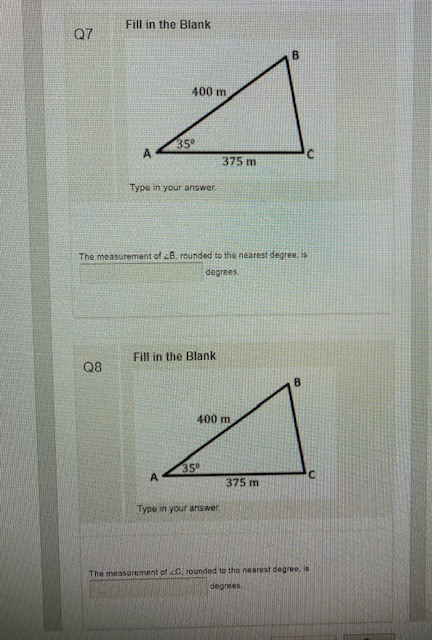 Q7
Fill in the Blank
B
400 m
35°
A
C
375 m
Type in your answer.
The measurement of ∠B, rounded to the nearest degree, is
degrees.
Q8
Fill in the Blank
B
400 m
35°
A
C
375 m
Type in your answer.
The measurement of ∠C, rounded to the nearest degree, is
degrees.